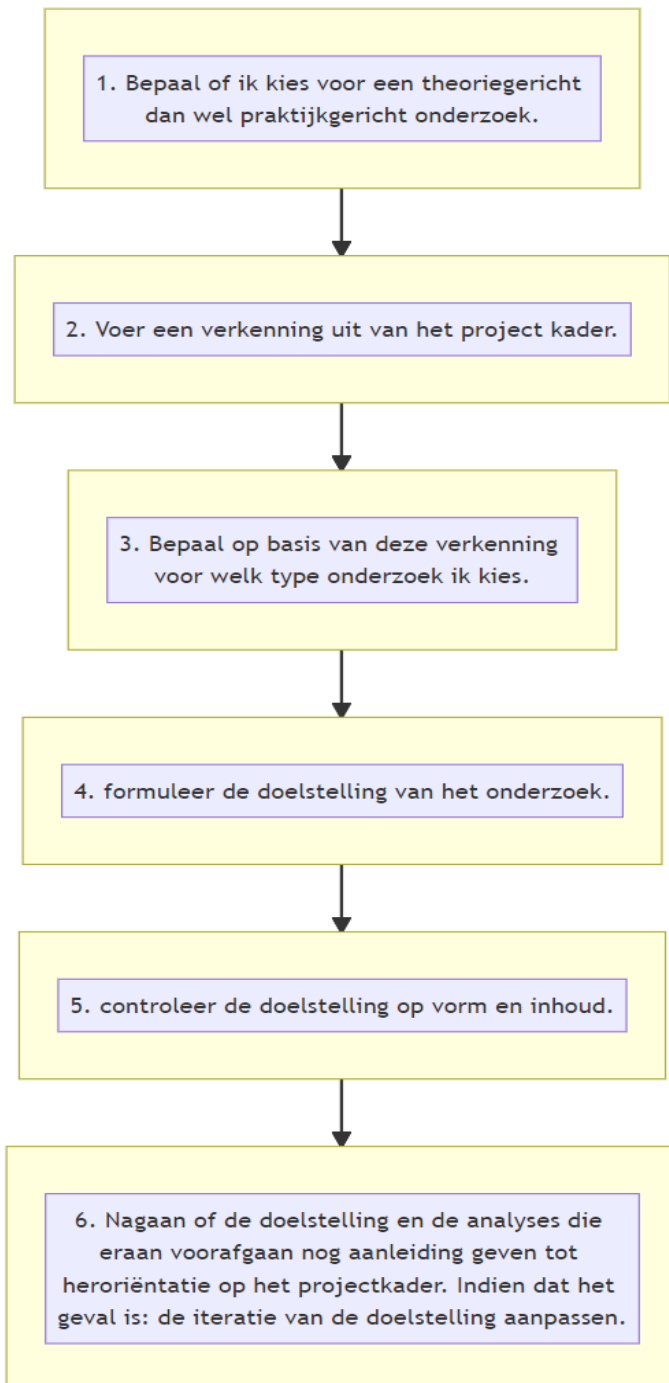 1. Bepaal of ik kies voor een theoriegericht
dan wel praktijkgericht onderzoek.
2. Voer een verkenning uit van het project kader.
3. Bepaal op basis van deze verkenning
voor welk type onderzoek ik kies.
4. formuleer de doelstelling van het onderzoek.
5. controleer de doelstelling op vorm en inhoud.
6. Nagaan of de doelstelling en de analyses die
eraan voorafgaan nog aanleiding geven tot
heroriëntatie op het projectkader. Indien dat het
geval is: de iteratie van de doelstelling aanpassen.